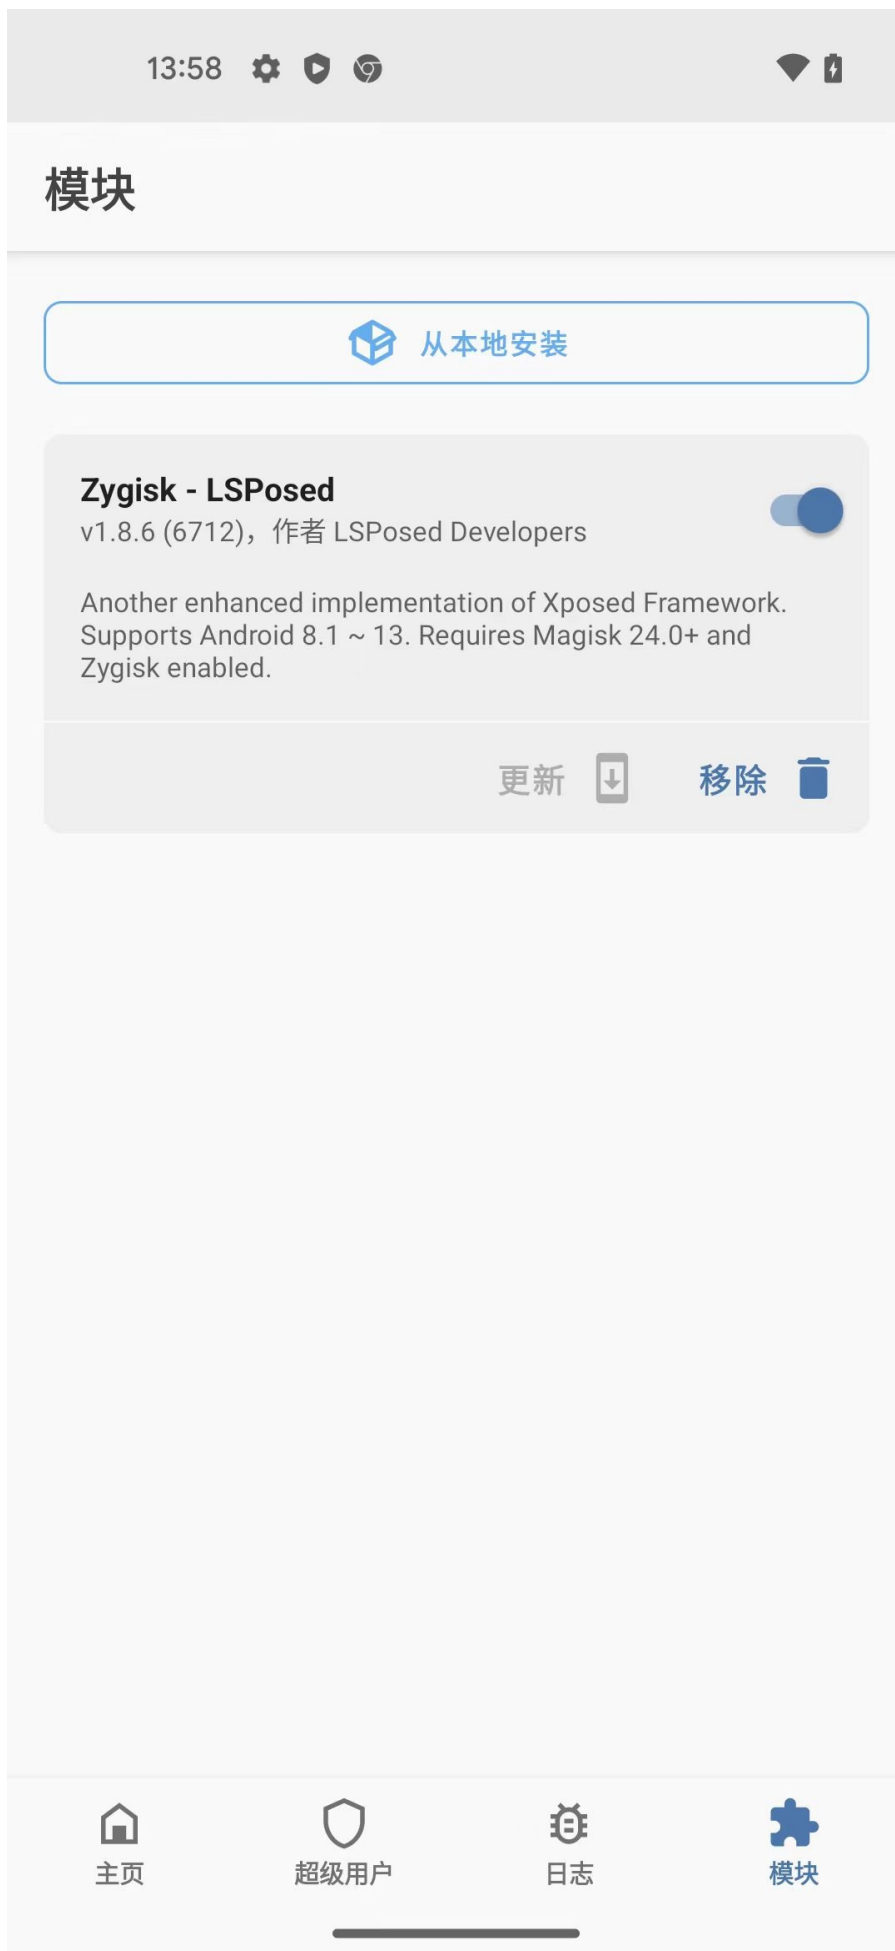 13:58
模块
从本地安装
Zygisk - LSPosed
v1.8.6 (6712)，作者 LSPosed Developers
Another enhanced implementation of Xposed Framework.
Supports Android 8.1 ~ 13. Requires Magisk 24.0+ and
Zygisk enabled.
更新 移除
主页 超级用户 日志 模块